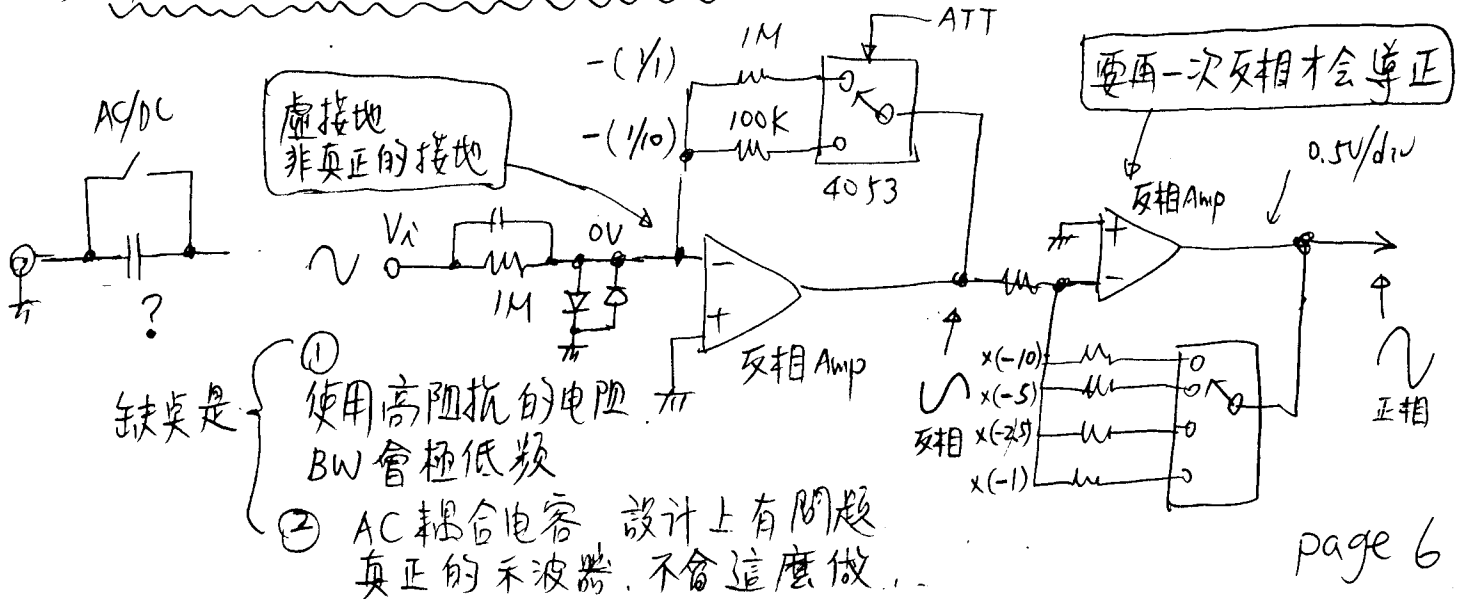 AC/DC
?
虛接地
非真正的接地
Vi
1M
0V
-(1/1)
-(1/10)
1M
100K
ATT
4053
-
+
反相Amp
要再一次反相才会導正
反相Amp
0.5V/div
+
-
反相
x(-10)
x(-5)
x(-2.5)
x(-1)
正相
缺点是
①
使用高阻抗的电阻
BW會極低频
② AC耦合电容 設计上有問題
真正的示波器.不會這麼做...
page 6